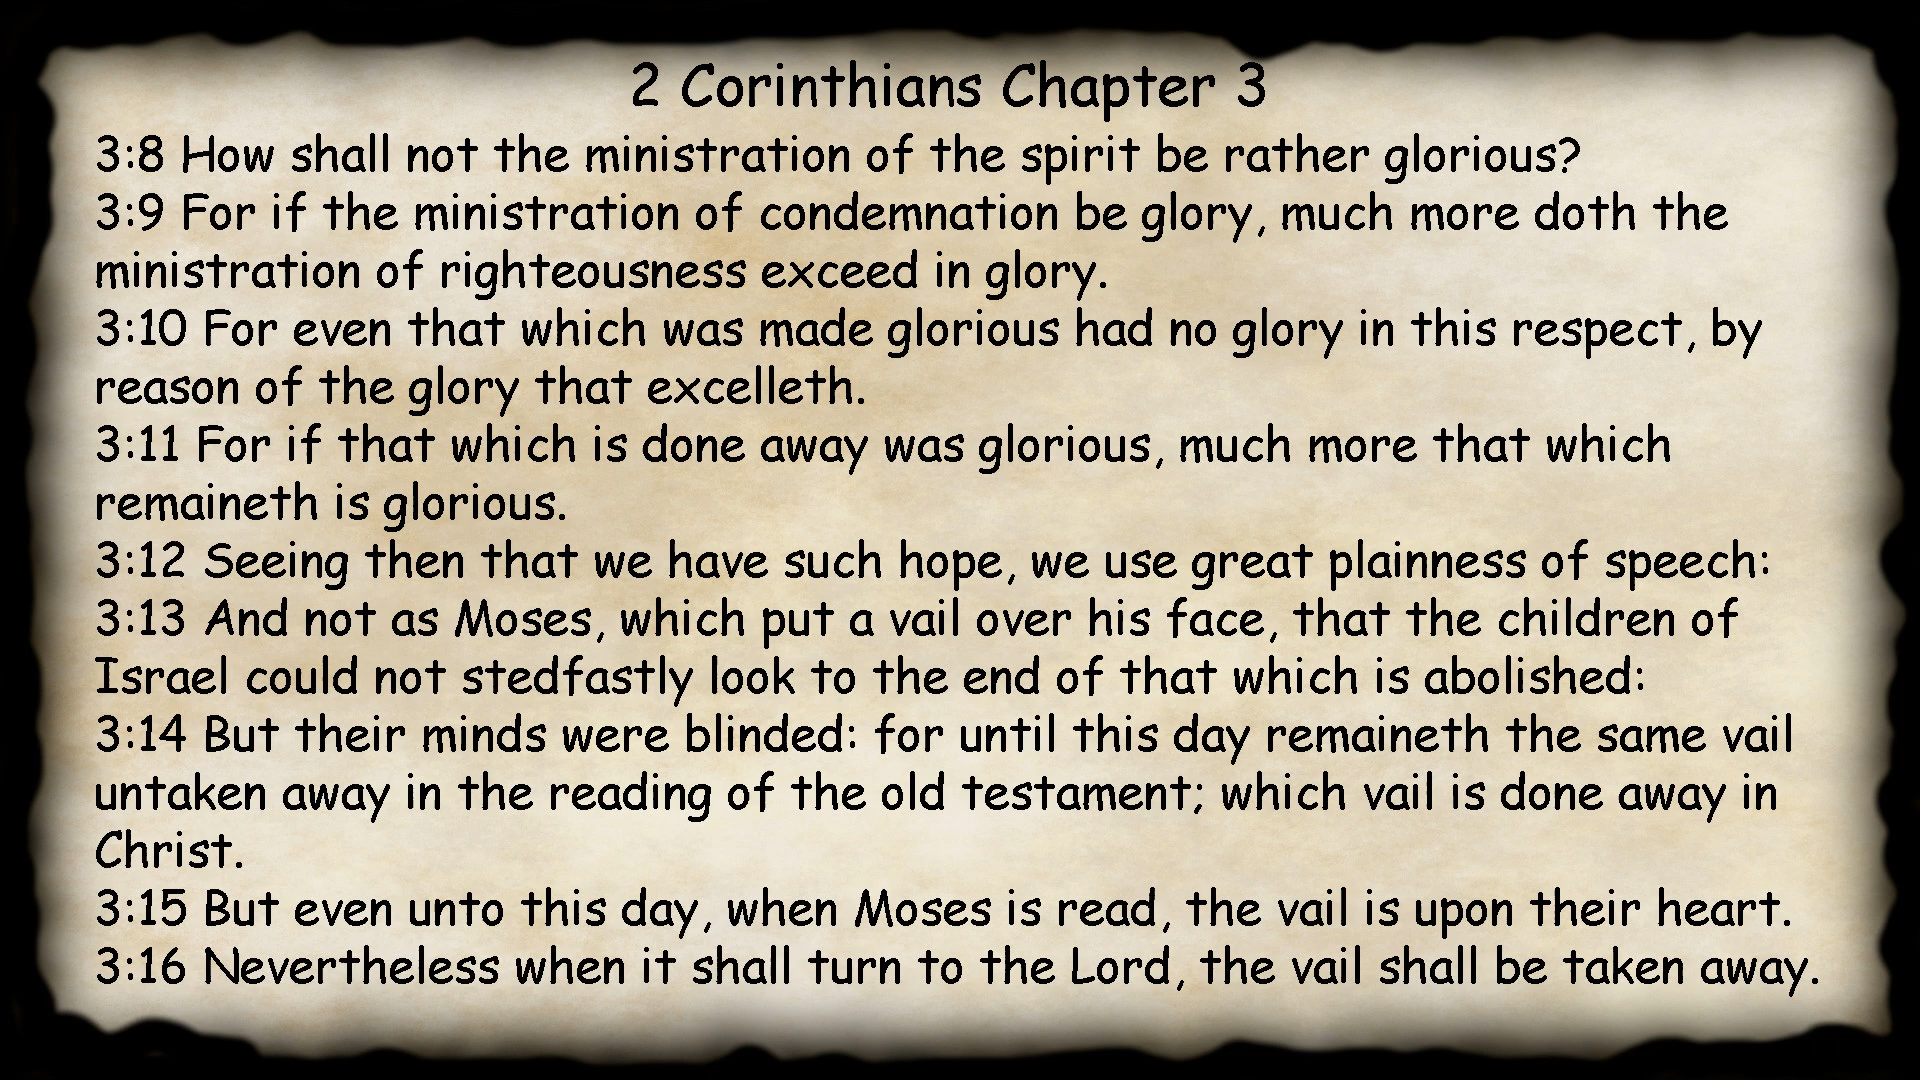 2 Corinthians Chapter 3
3:8 How shall not the ministration of the spirit be rather glorious?
3:9 For if the ministration of condemnation be glory, much more doth the
ministration of righteousness exceed in glory.
3:10 For even that which was made glorious had no glory in this respect, by
reason of the glory that excelleth.
3:11 For if that which is done away was glorious, much more that which
remaineth is glorious.
3:12 Seeing then that we have such hope, we use great plainness of speech:
3:13 And not as Moses, which put a vail over his face, that the children of
Israel could not stedfastly look to the end of that which is abolished:
3:14 But their minds were blinded: for until this day remaineth the same vail
untaken away in the reading of the old testament; which vail is done away in
Christ.
3:15 But even unto this day, when Moses is read, the vail is upon their heart.
3:16 Nevertheless when it shall turn to the Lord, the vail shall be taken away.